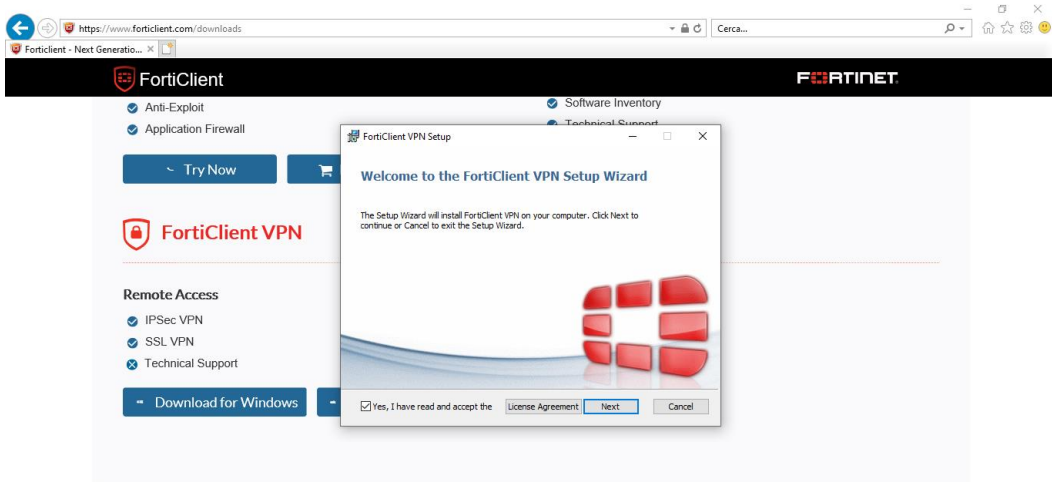 https://www.forticlient.com/downloads
Cerca...
Forticlient - Next Generatio...
FortiClient
FORTINET
Anti-Exploit
Application Firewall
Software Inventory
Technical Support
Try Now
FortiClient VPN
Remote Access
IPSec VPN
SSL VPN
Technical Support
Download for Windows
FortiClient VPN Setup
Welcome to the FortiClient VPN Setup Wizard
The Setup Wizard will install FortiClient VPN on your computer. Click Next to
continue or Cancel to exit the Setup Wizard.
Yes, I have read and accept the
License Agreement
Next
Cancel